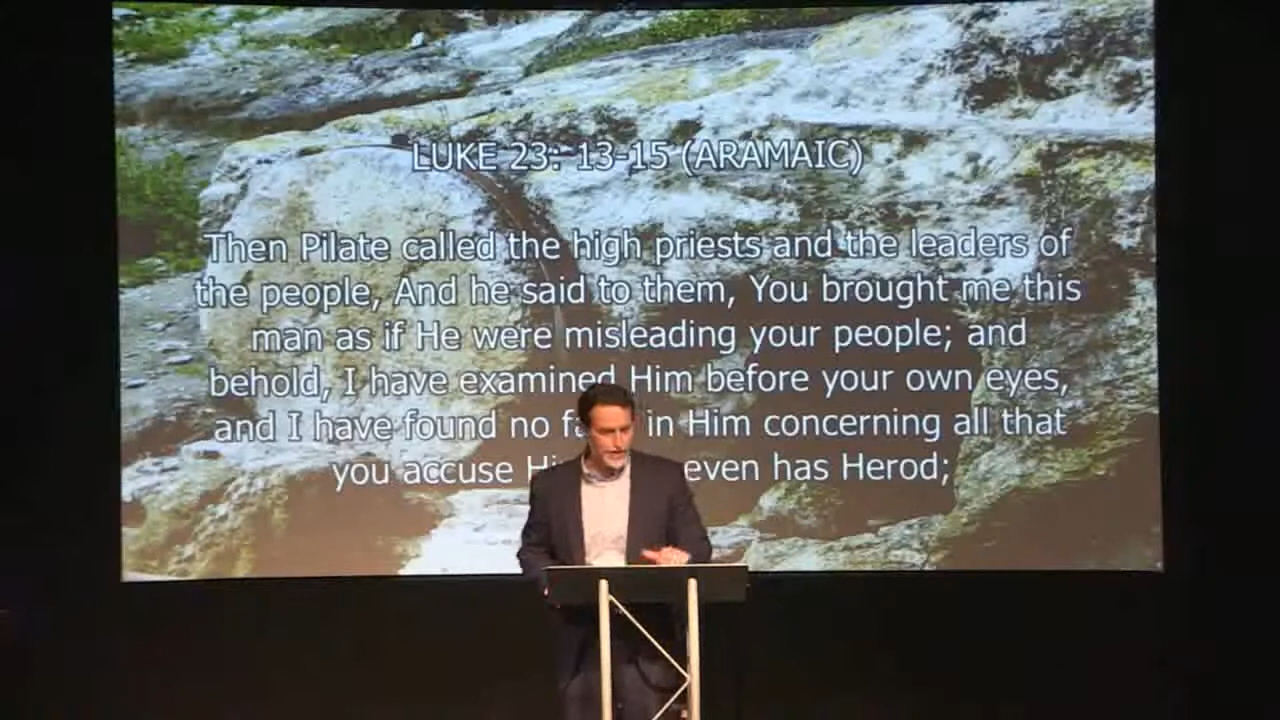 LUKE 23: 13-15 (ARAMAIC)
Then Pilate called the high priests and the leaders of
the people, And he said to them, You brought me this
man as if He were misleading your people; and
behold, I have examined Him before your own eyes,
and I have found no in Him concerning all that
you accuse even has Herod;